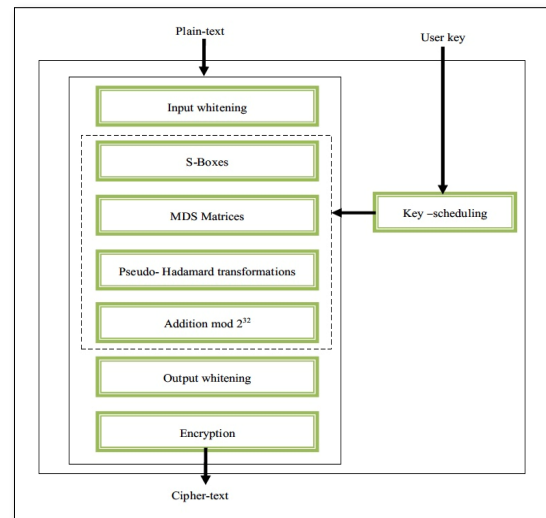 Plain-text
User key
Input whitening
S-Boxes
MDS Matrices
Key –scheduling
Pseudo- Hadamard transformations
Addition mod 2³²
Output whitening
Encryption
Cipher-text